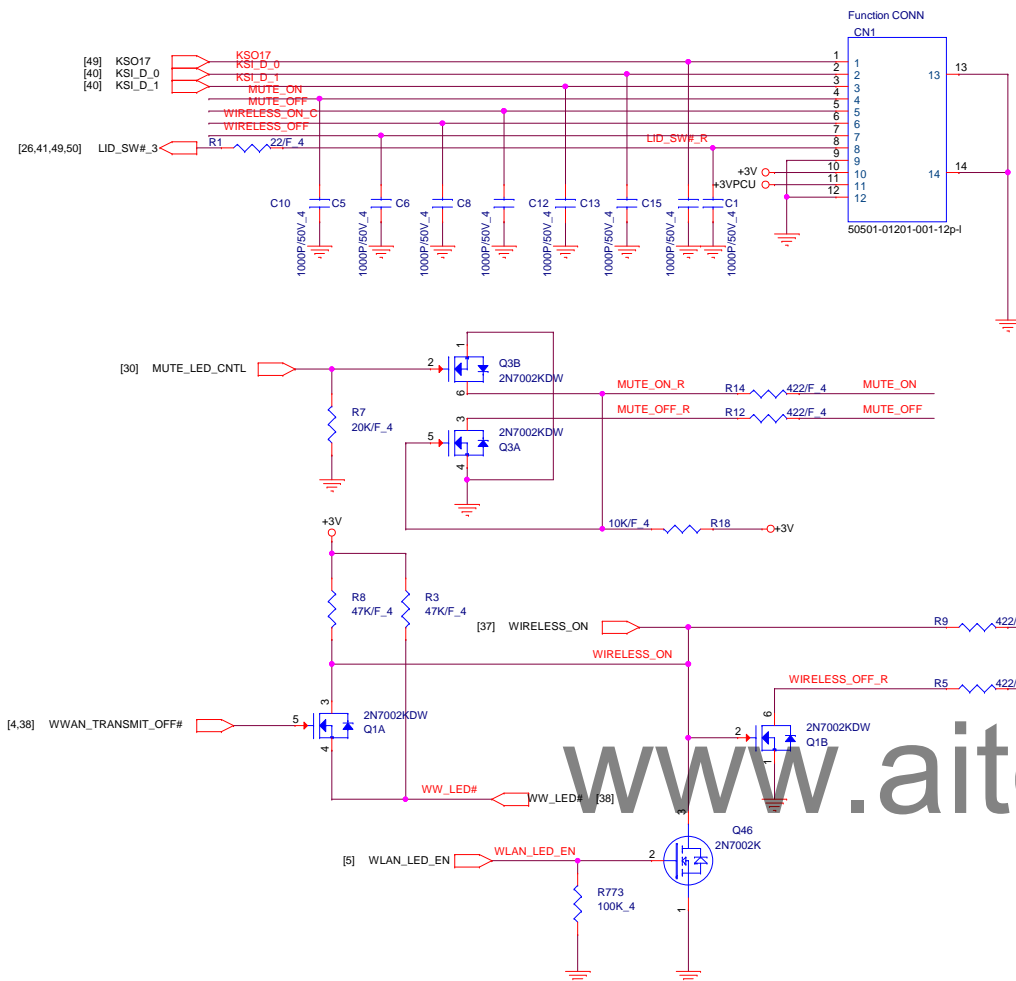 Function CONN
CN1
[49] KSO17
[40] KSI_D_0
[40] KSI_D_1
KSO17
KSI_D_0
KSI_D_1
MUTE_ON
MUTE_OFF
WIRELESS_ON_C
WIRELESS_OFF
[26,41,49,50] LID_SW#_3
R1 22/F_4
LID_SW#_R
+3V
+3VPCU
1 1
2 2
3 3
4 4
5 5
6 6
7 7
8 8
9 9
10 10
11 11
12 12
13 13
14 14
50501-01201-001-12p-l
C10 C5 C6 C8 C12 C13 C15 C1
1000P/50V_4
1000P/50V_4
1000P/50V_4
1000P/50V_4
1000P/50V_4
1000P/50V_4
1000P/50V_4
1000P/50V_4
[30] MUTE_LED_CNTL
R7
20K/F_4
1
2
6
Q3B
2N7002KDW
3
5
4
2N7002KDW
Q3A
MUTE_ON_R R14 422/F_4 MUTE_ON
MUTE_OFF_R R12 422/F_4 MUTE_OFF
10K/F_4 R18 +3V
+3V
R8
47K/F_4
R3
47K/F_4
[37] WIRELESS_ON
WIRELESS_ON
R9 422/
WIRELESS_OFF_R R5 422/
[4,38] WWAN_TRANSMIT_OFF#
3
5
4
2N7002KDW
Q1A
6
2
1
2N7002KDW
Q1B
www.aite
WW_LED#
WW_LED# [38]
[5] WLAN_LED_EN
WLAN_LED_EN
3
2
1
Q46
2N7002K
R773
100K_4